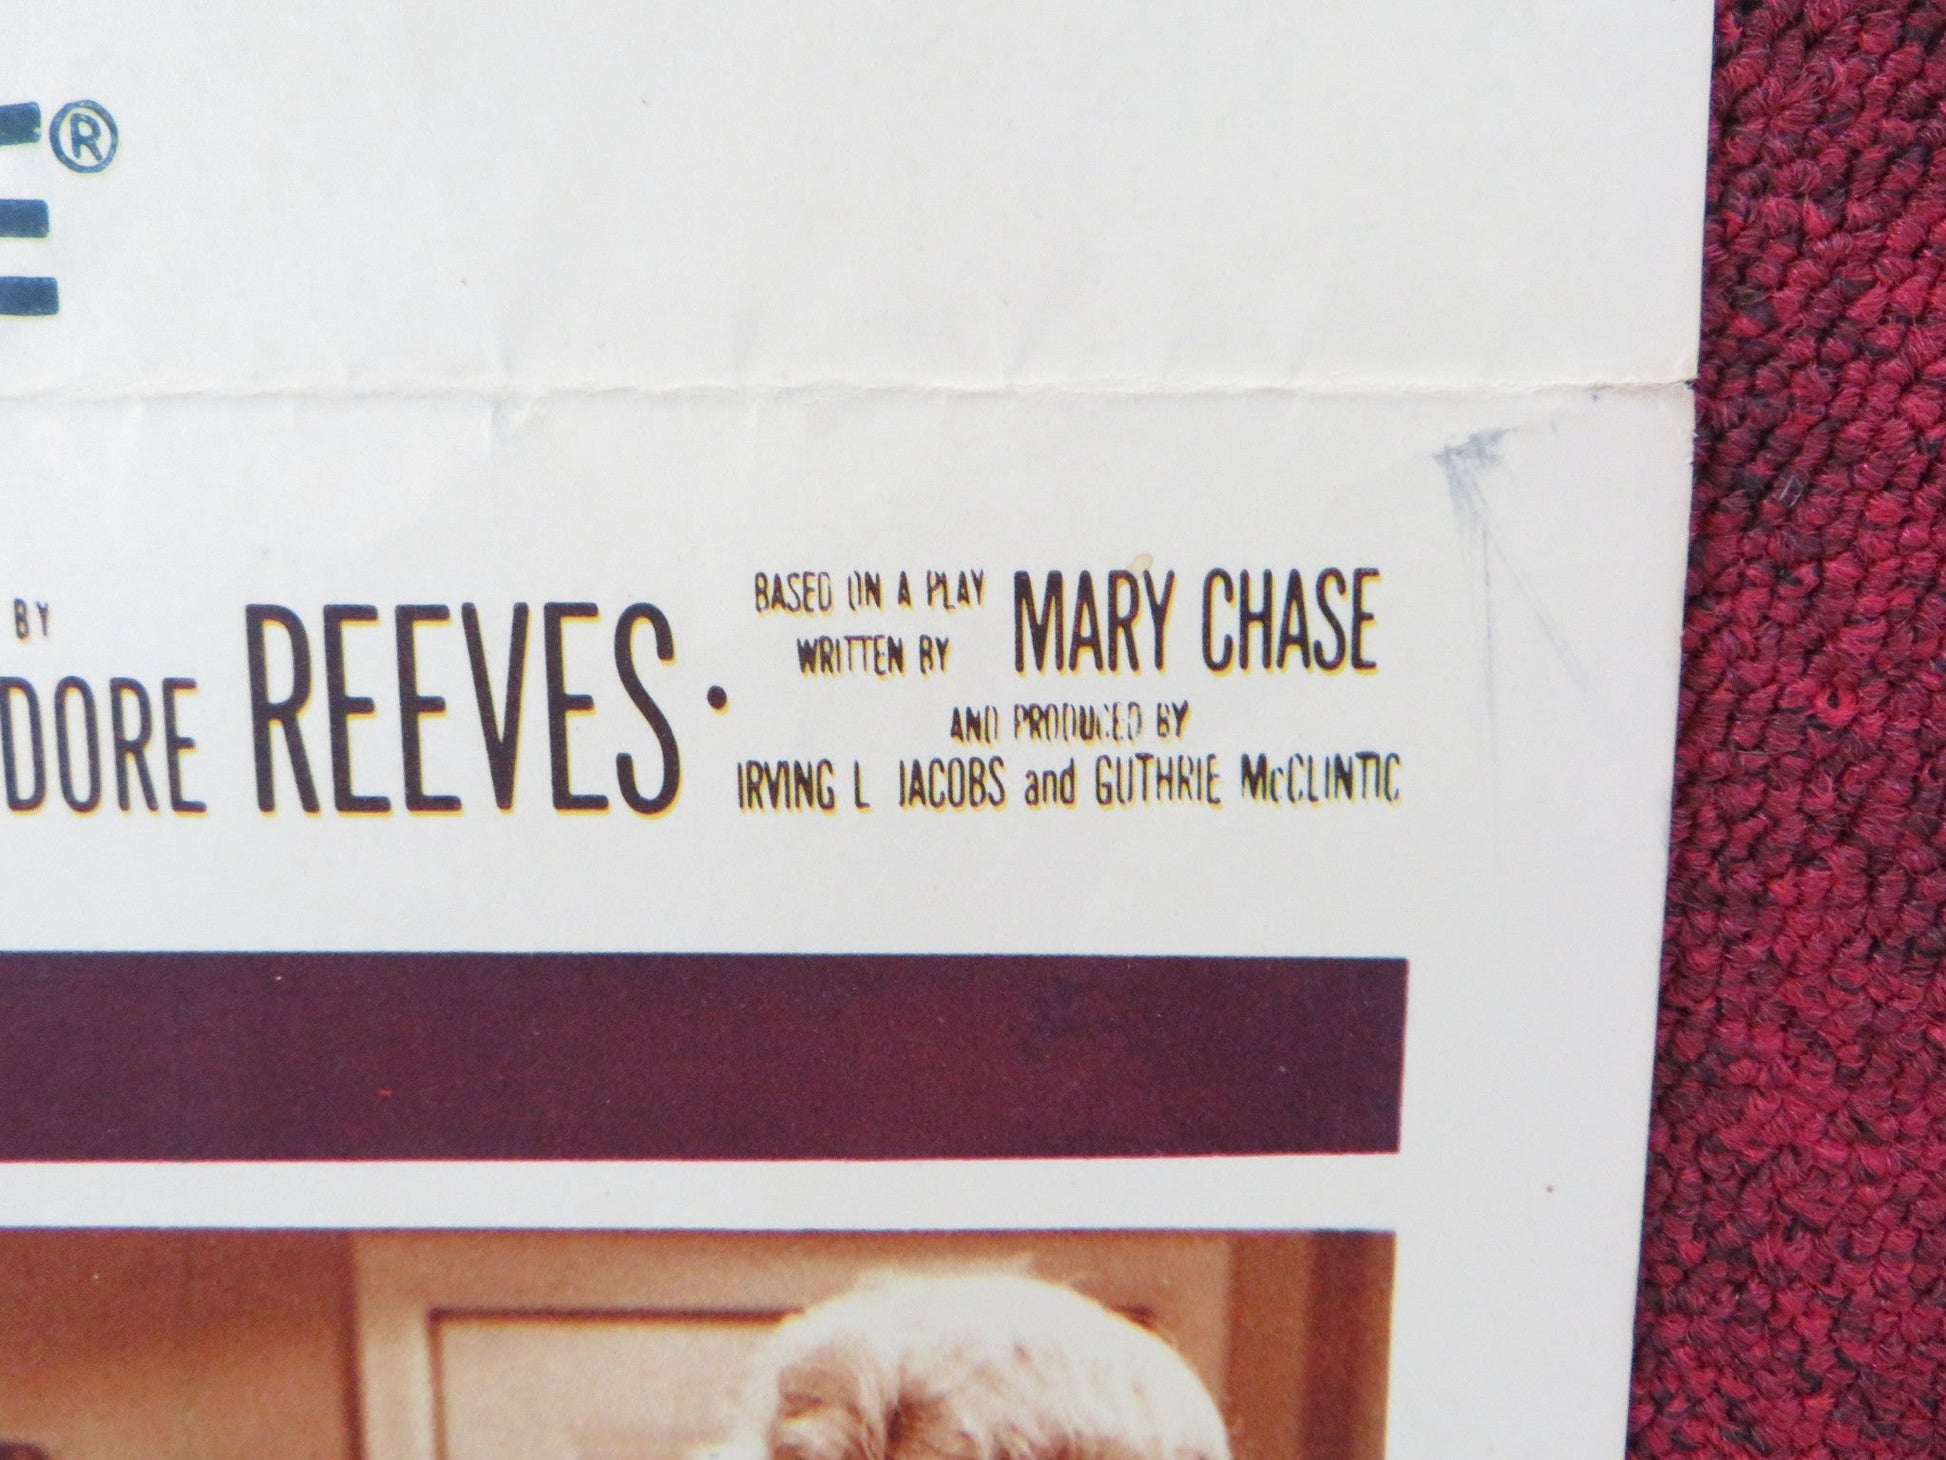 E®
BY
DORE REEVES ·
BASED ON A PLAY
WRITTEN BY MARY CHASE
AND PRODUCED BY
IRVING L JACOBS and GUTHRIE McCLINTIC